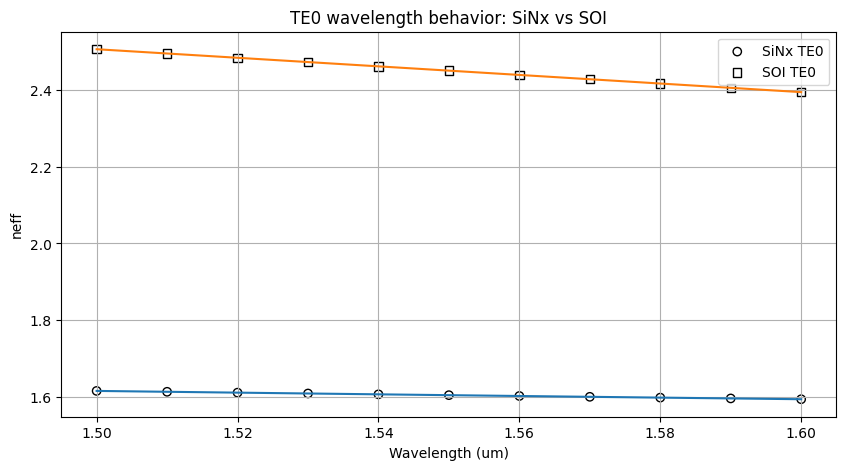 TE0 wavelength behavior: SiNx vs SOI
SiNx TE0
SOI TE0
neff
2.4
2.2
2.0
1.8
1.6
1.50
1.52
1.54
1.56
1.58
1.60
Wavelength (um)